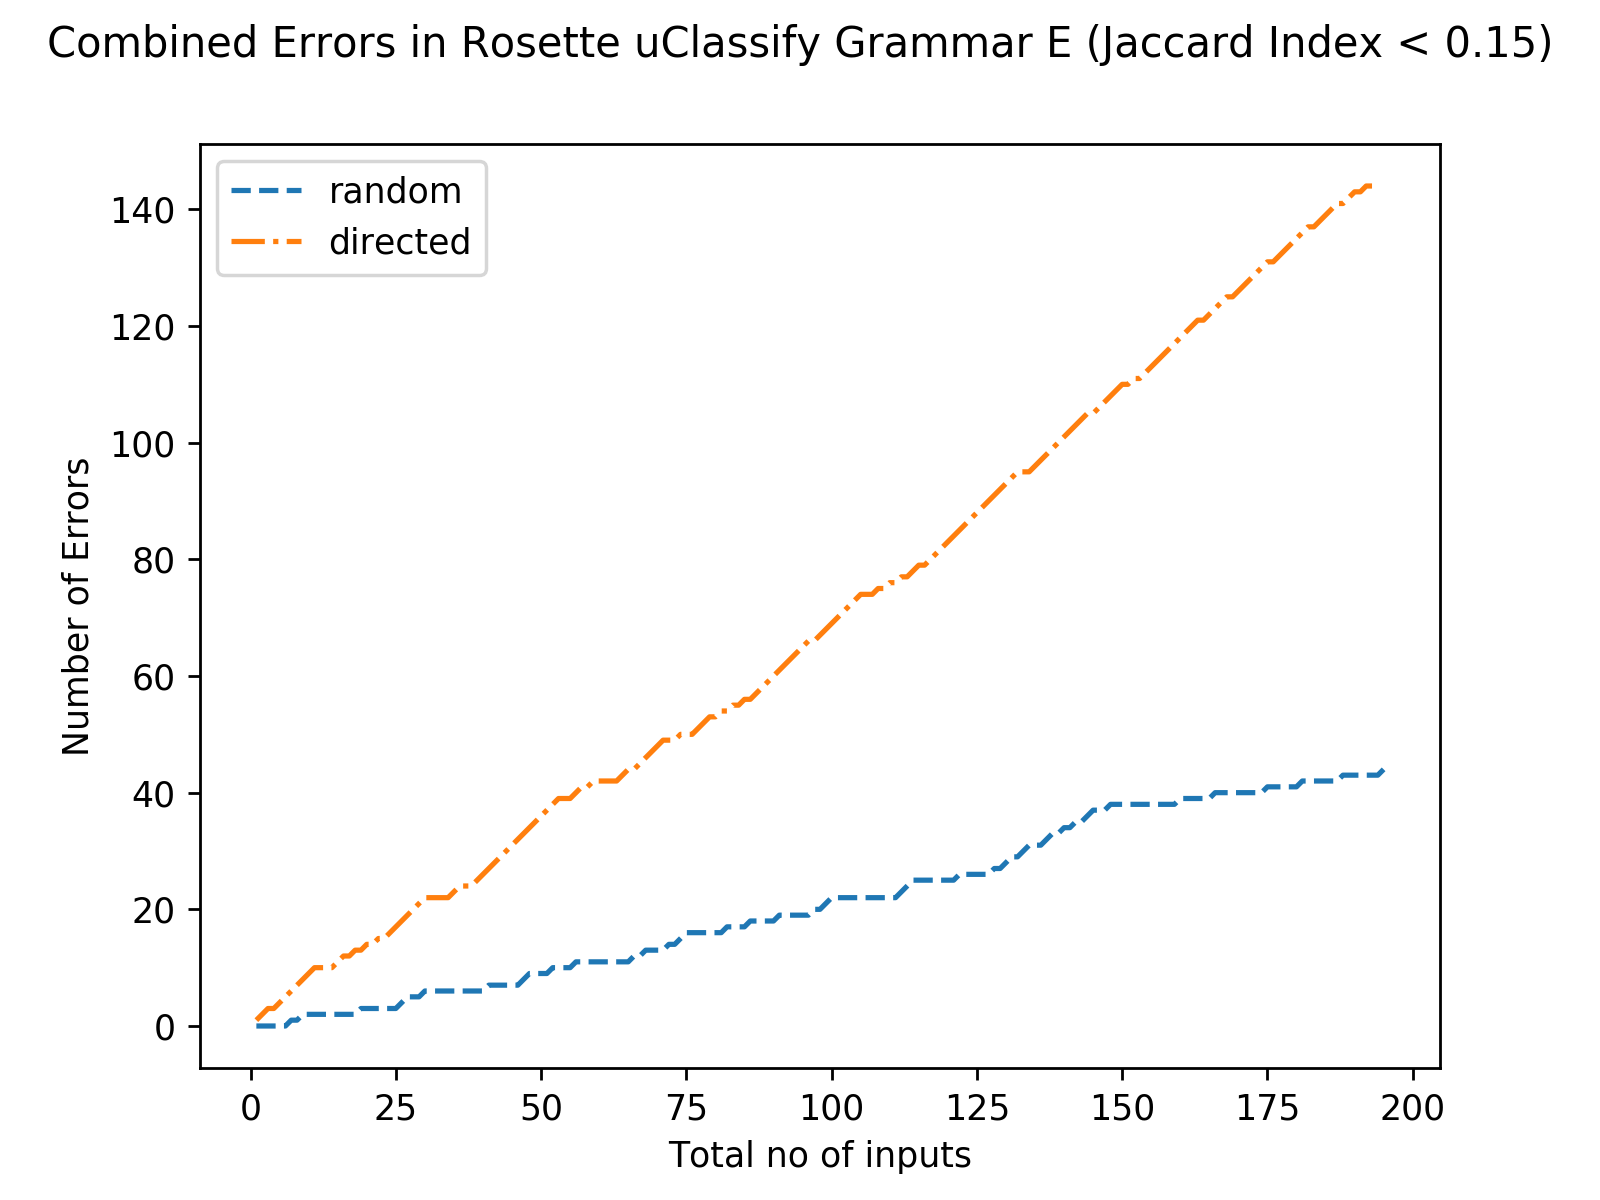 Combined Errors in Rosette uClassify Grammar E (Jaccard Index < 0.15)
random
directed
140
120
100
80
60
40
20
0
Number of Errors
0 25 50 75 100 125 150 175 200
Total no of inputs